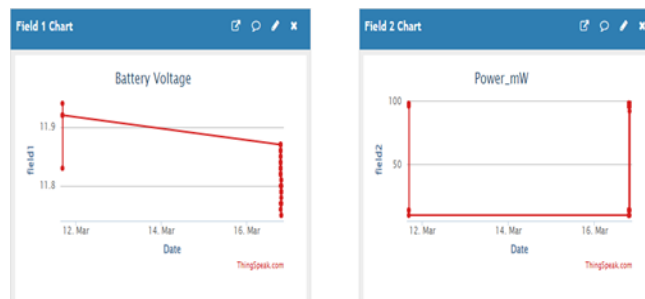 Field 1 Chart
Battery Voltage
field1
11.9
11.8
12. Mar
14. Mar
16. Mar
Date
ThingSpeak.com
Field 2 Chart
Power_mW
field2
100
50
12. Mar
14. Mar
16. Mar
Date
ThingSpeak.com